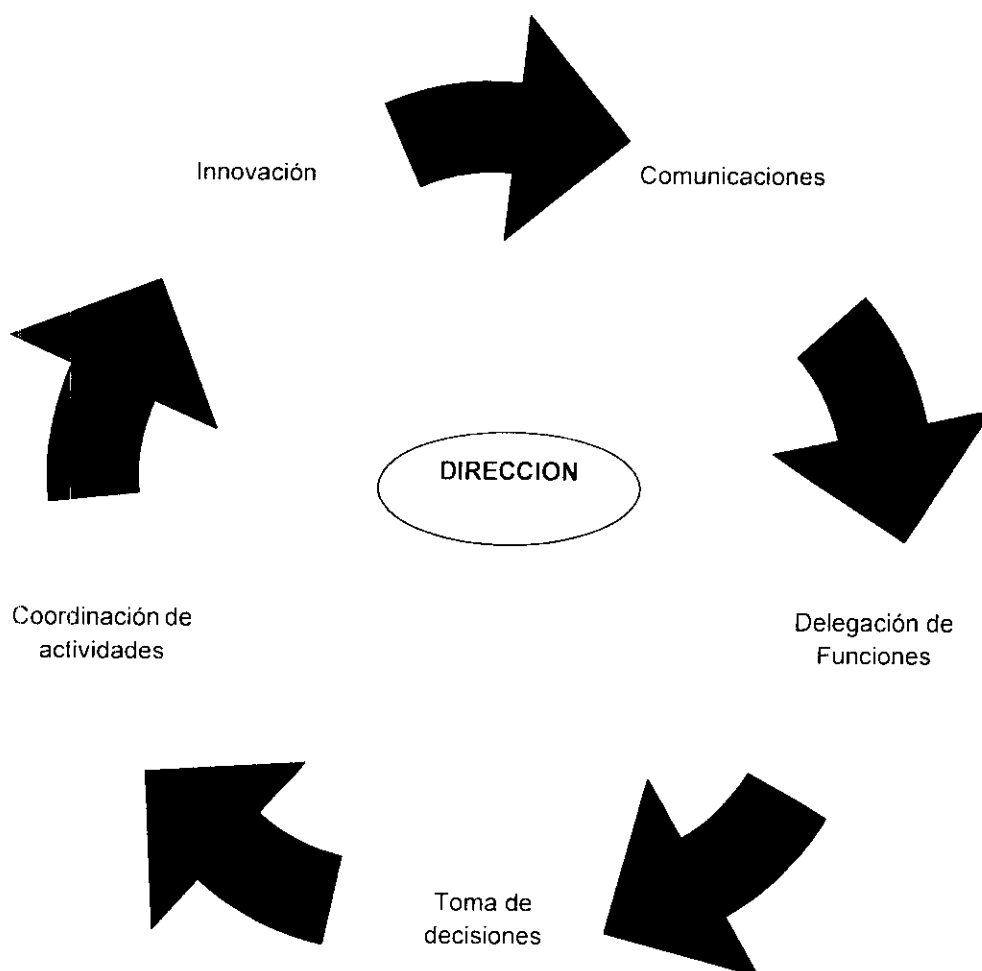 Innovación
Comunicaciones
DIRECCION
Coordinación de
actividades
Delegación de
Funciones
Toma de
decisiones